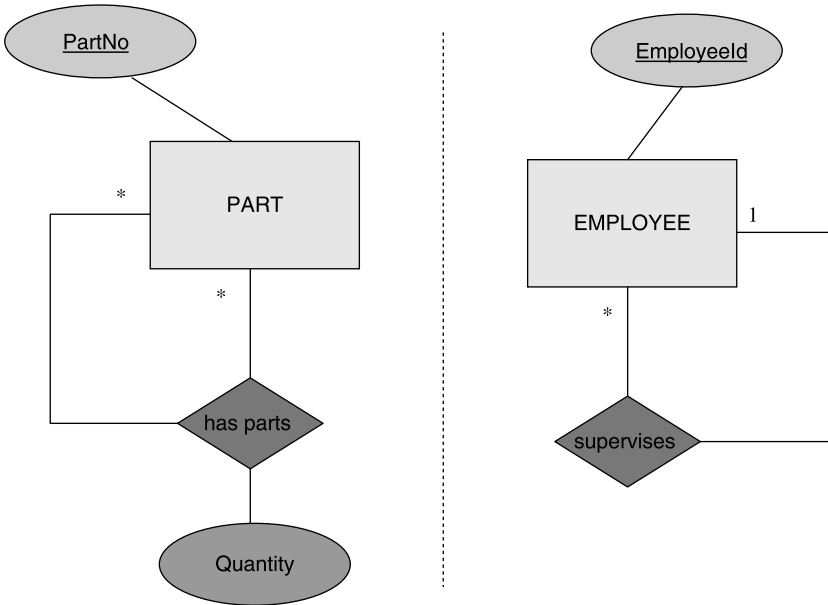 PartNo
PART
*
*
has parts
Quantity
EmployeeId
EMPLOYEE
1
*
supervises